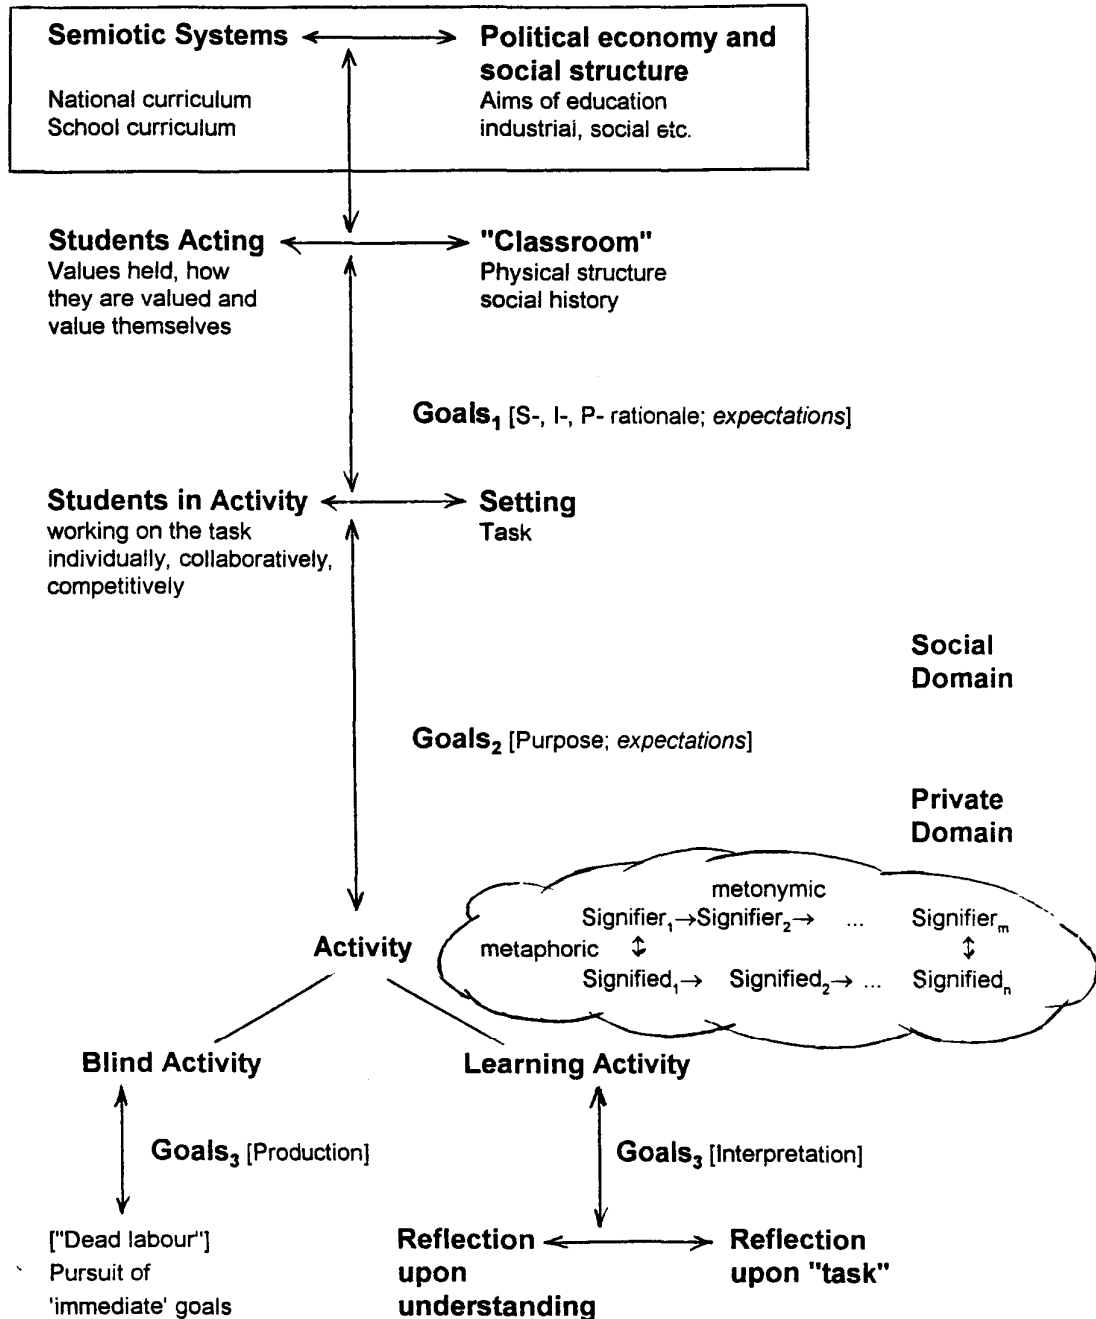 Semiotic Systems
Political economy and
social structure
National curriculum
School curriculum
Aims of education
industrial, social etc.
Students Acting
Values held, how
they are valued and
value themselves
"Classroom"
Physical structure
social history
Goals₁ [S-, I-, P- rationale; expectations]
Students in Activity
working on the task
individually, collaboratively,
competitively
Setting
Task
Social
Domain
Goals₂ [Purpose; expectations]
Private
Domain
metonymic
Signifier₁→Signifier₂→ ... Signifierₘ
metaphoric ↕ ↕
Signified₁→ Signified₂→ ... Signifiedₙ
Activity
Blind Activity
Learning Activity
Goals₃ [Production]
Goals₃ [Interpretation]
["Dead labour"]
Pursuit of
'immediate' goals
Reflection
upon
understanding
Reflection
upon "task"